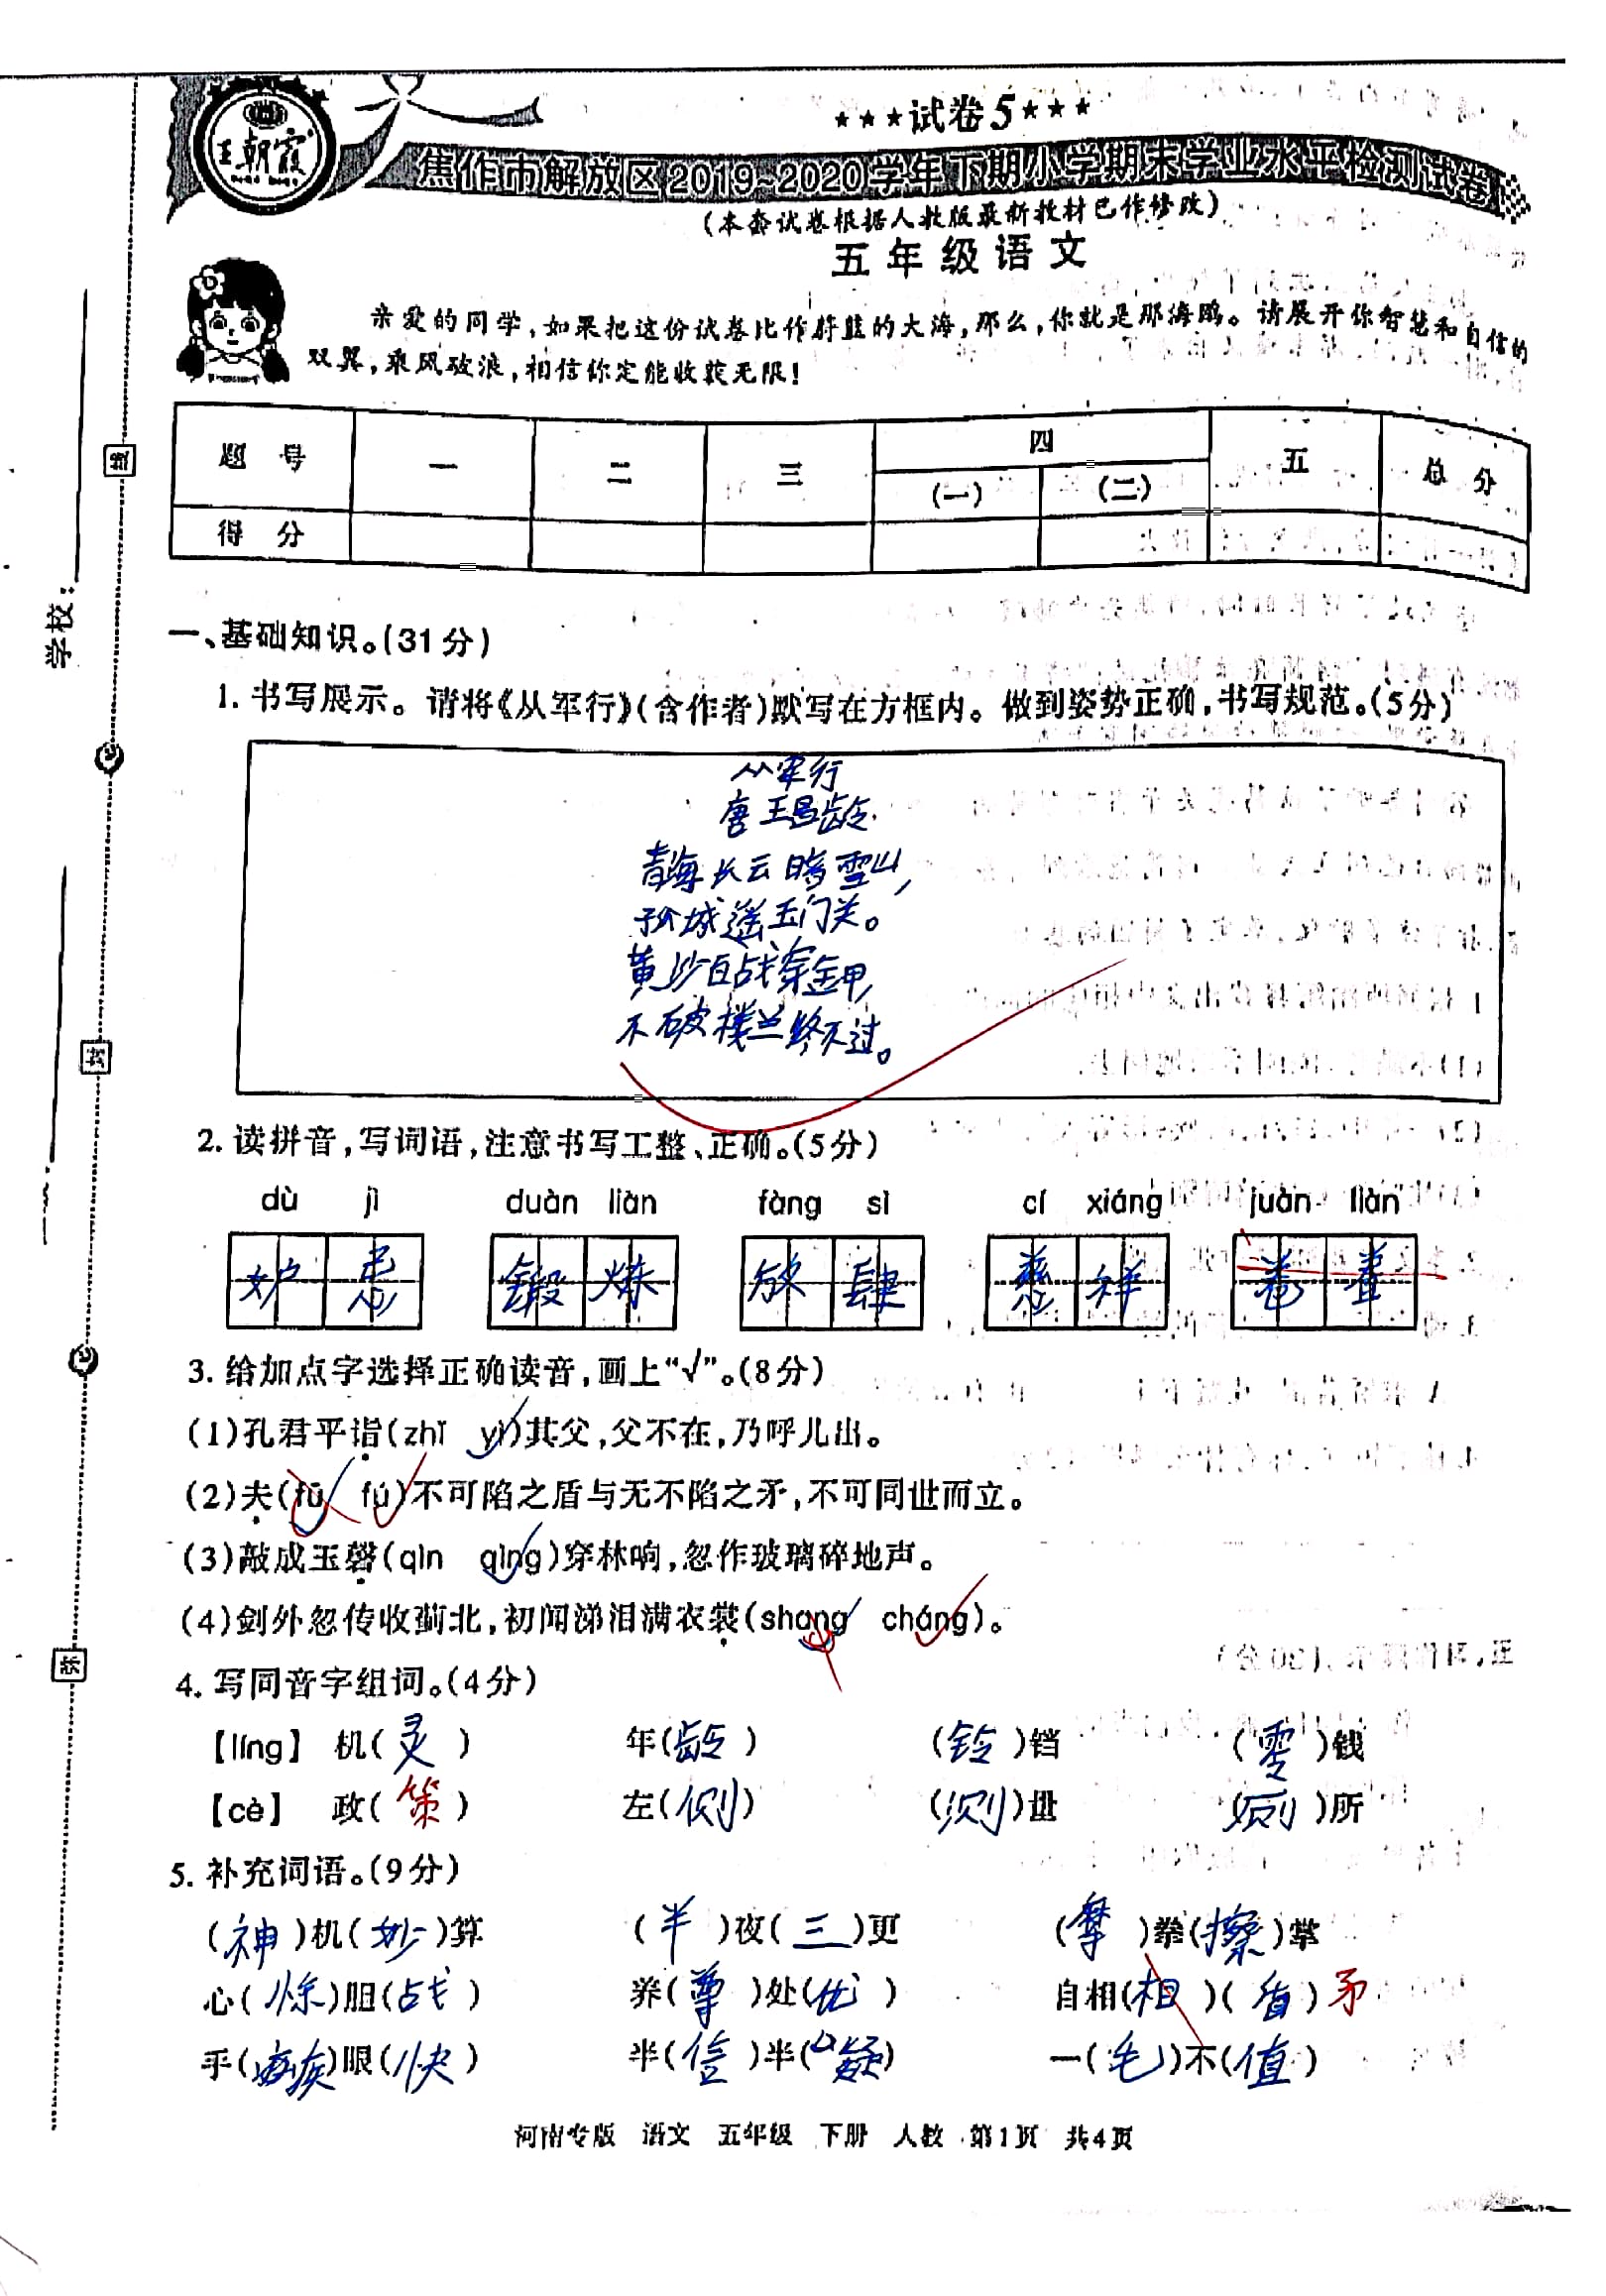 王朝霞
★★★试卷5★★★
焦作市解放区2019~2020学年下期小学期末学业水平检测试卷
(本套试卷根据人教版最新教材已作修改)
五年级语文
亲爱的同学,如果把这份试卷比作蔚蓝的大海,那么,你就是那海鸥。请展开你智慧和自信的
双翼,乘风破浪,相信你定能收获无限!
题 号 一 二 三 四 (一) (二) 五 总 分
得 分
学校:
线
封
密
一、基础知识。(31分)
1. 书写展示。请将《从军行》(含作者)默写在方框内。做到姿势正确,书写规范。(5分)
从军行
唐 王昌龄
青海长云暗雪山,
孤城遥玉门关。
黄沙百战穿金甲,
不破楼兰终不过。
2. 读拼音,写词语,注意书写工整、正确。(5分)
dù jì duàn liàn fàng sì cí xiáng juàn liàn
妒 忌 锻 炼 放 肆 慈 祥 卷
3. 给加点字选择正确读音,画上“√”。(8分)
(1)孔君平指(zhǐ yì)其父,父不在,乃呼儿出。
(2)夫(fū fú)不可陷之盾与无不陷之矛,不可同世而立。
(3)敲成玉磬(qìn qìng)穿林响,忽作玻璃碎地声。
(4)剑外忽传收蓟北,初闻涕泪满衣裳(shang cháng)。
4. 写同音字组词。(4分)
【líng】 机(灵) 年(龄) (铃)铛 (零)钱
【cè】 政(策) 左(侧) (测)量 (厕)所
5. 补充词语。(9分)
(神)机(妙)算 (半)夜(三)更 (摩)拳(擦)掌
心(惊)胆(战) 养(尊)处(优) 自相(相)(盾)矛
手(疾)眼(快) 半(信)半(疑) 一(毛)不(值)
河南专版 语文 五年级 下册 人教 第1页 共4页